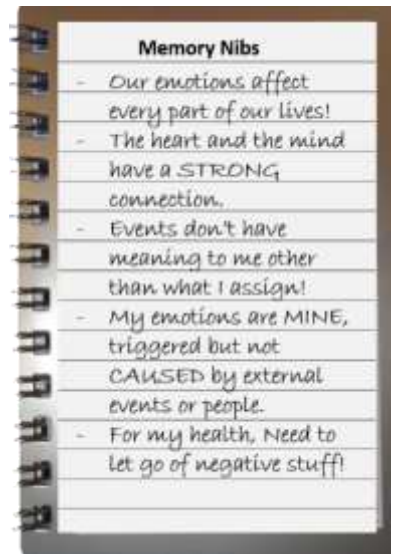 Memory Nibs
- Our emotions affect
every part of our lives!
- The heart and the mind
have a STRONG
connection.
- Events don't have
meaning to me other
than what I assign!
- My emotions are MINE,
triggered but not
CAUSED by external
events or people.
- For my health, Need to
let go of negative stuff!